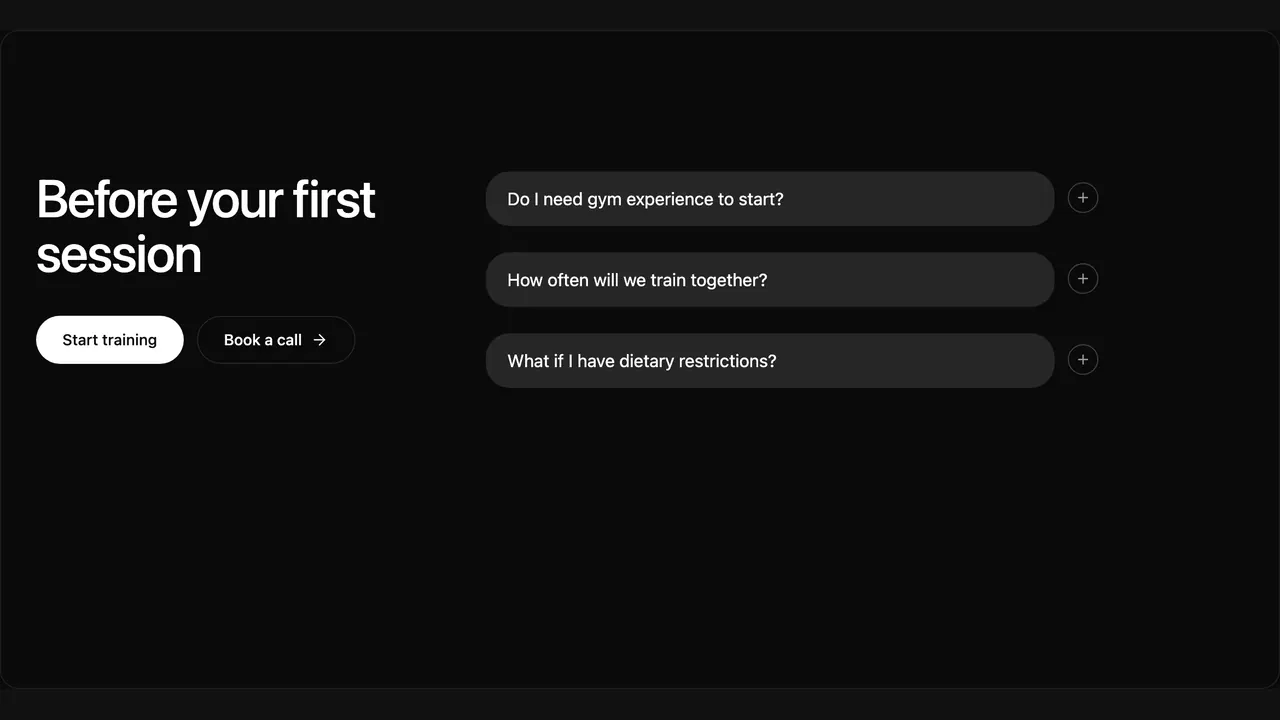 Before your first
session
Start training
Book a call →
Do I need gym experience to start?
How often will we train together?
What if I have dietary restrictions?